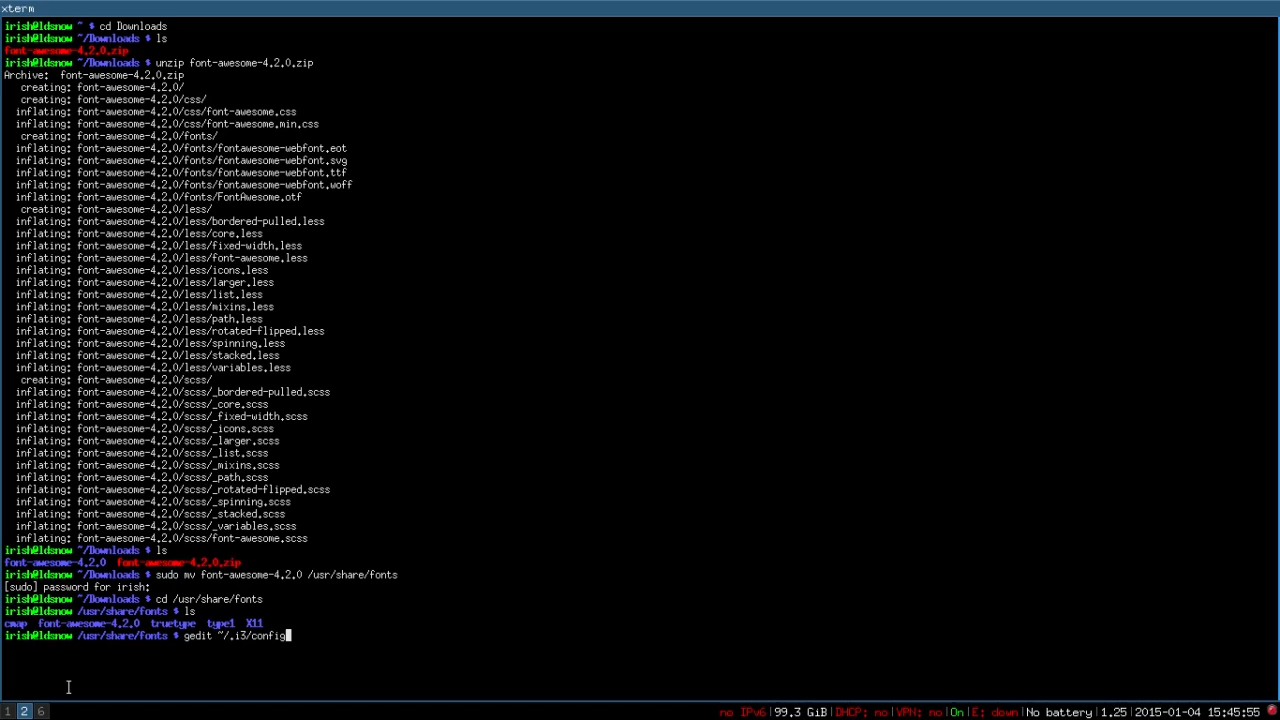 xterm
irish@ldsnow ~ $ cd Downloads
irish@ldsnow ~/Downloads $ ls
font-awesome-4.2.0.zip
irish@ldsnow ~/Downloads $ unzip font-awesome-4.2.0.zip
Archive:  font-awesome-4.2.0.zip
creating: font-awesome-4.2.0/
creating: font-awesome-4.2.0/css/
inflating: font-awesome-4.2.0/css/font-awesome.css
inflating: font-awesome-4.2.0/css/font-awesome.min.css
creating: font-awesome-4.2.0/fonts/
inflating: font-awesome-4.2.0/fonts/fontawesome-webfont.eot
inflating: font-awesome-4.2.0/fonts/fontawesome-webfont.svg
inflating: font-awesome-4.2.0/fonts/fontawesome-webfont.ttf
inflating: font-awesome-4.2.0/fonts/fontawesome-webfont.woff
inflating: font-awesome-4.2.0/fonts/FontAwesome.otf
creating: font-awesome-4.2.0/less/
inflating: font-awesome-4.2.0/less/bordered-pulled.less
inflating: font-awesome-4.2.0/less/core.less
inflating: font-awesome-4.2.0/less/fixed-width.less
inflating: font-awesome-4.2.0/less/font-awesome.less
inflating: font-awesome-4.2.0/less/icons.less
inflating: font-awesome-4.2.0/less/larger.less
inflating: font-awesome-4.2.0/less/list.less
inflating: font-awesome-4.2.0/less/mixins.less
inflating: font-awesome-4.2.0/less/path.less
inflating: font-awesome-4.2.0/less/rotated-flipped.less
inflating: font-awesome-4.2.0/less/spinning.less
inflating: font-awesome-4.2.0/less/stacked.less
inflating: font-awesome-4.2.0/less/variables.less
creating: font-awesome-4.2.0/scss/
inflating: font-awesome-4.2.0/scss/_bordered-pulled.scss
inflating: font-awesome-4.2.0/scss/_core.scss
inflating: font-awesome-4.2.0/scss/_fixed-width.scss
inflating: font-awesome-4.2.0/scss/_icons.scss
inflating: font-awesome-4.2.0/scss/_larger.scss
inflating: font-awesome-4.2.0/scss/_list.scss
inflating: font-awesome-4.2.0/scss/_mixins.scss
inflating: font-awesome-4.2.0/scss/_path.scss
inflating: font-awesome-4.2.0/scss/_rotated-flipped.scss
inflating: font-awesome-4.2.0/scss/_spinning.scss
inflating: font-awesome-4.2.0/scss/_stacked.scss
inflating: font-awesome-4.2.0/scss/_variables.scss
inflating: font-awesome-4.2.0/scss/font-awesome.scss
irish@ldsnow ~/Downloads $ ls
font-awesome-4.2.0  font-awesome-4.2.0.zip
irish@ldsnow ~/Downloads $ sudo mv font-awesome-4.2.0 /usr/share/fonts
[sudo] password for irish:
irish@ldsnow ~/Downloads $ cd /usr/share/fonts
irish@ldsnow /usr/share/fonts $ ls
cmap  font-awesome-4.2.0  truetype  type1  X11
irish@ldsnow /usr/share/fonts $ gedit ~/.i3/config
1 2 6 no IPv6|99.3 GiB|DHCP: no|VPN: no|On|E: down|No battery|1.25|2015-01-04 15:45:55